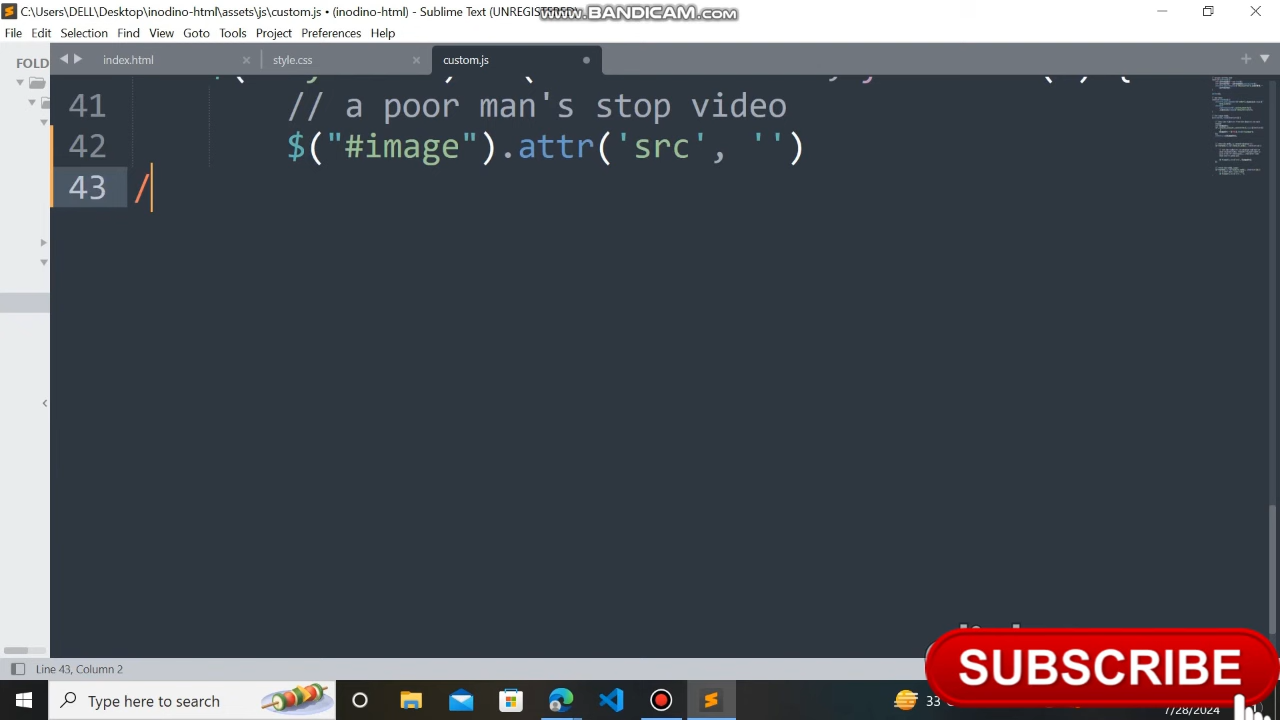 C:\Users\DELL\Desktop\inodino-html\assets\js\custom.js • (inodino-html) - Sublime Text (UNREGISTERED)
www.BANDICAM.com
File Edit Selection Find View Goto Tools Project Preferences Help
FOLD
index.html
style.css
custom.js
41 // a poor man's stop video
42 $("#image").attr('src', '')
43 /
Line 43, Column 2
SUBSCRIBE
Type here to search
33
7/28/2024